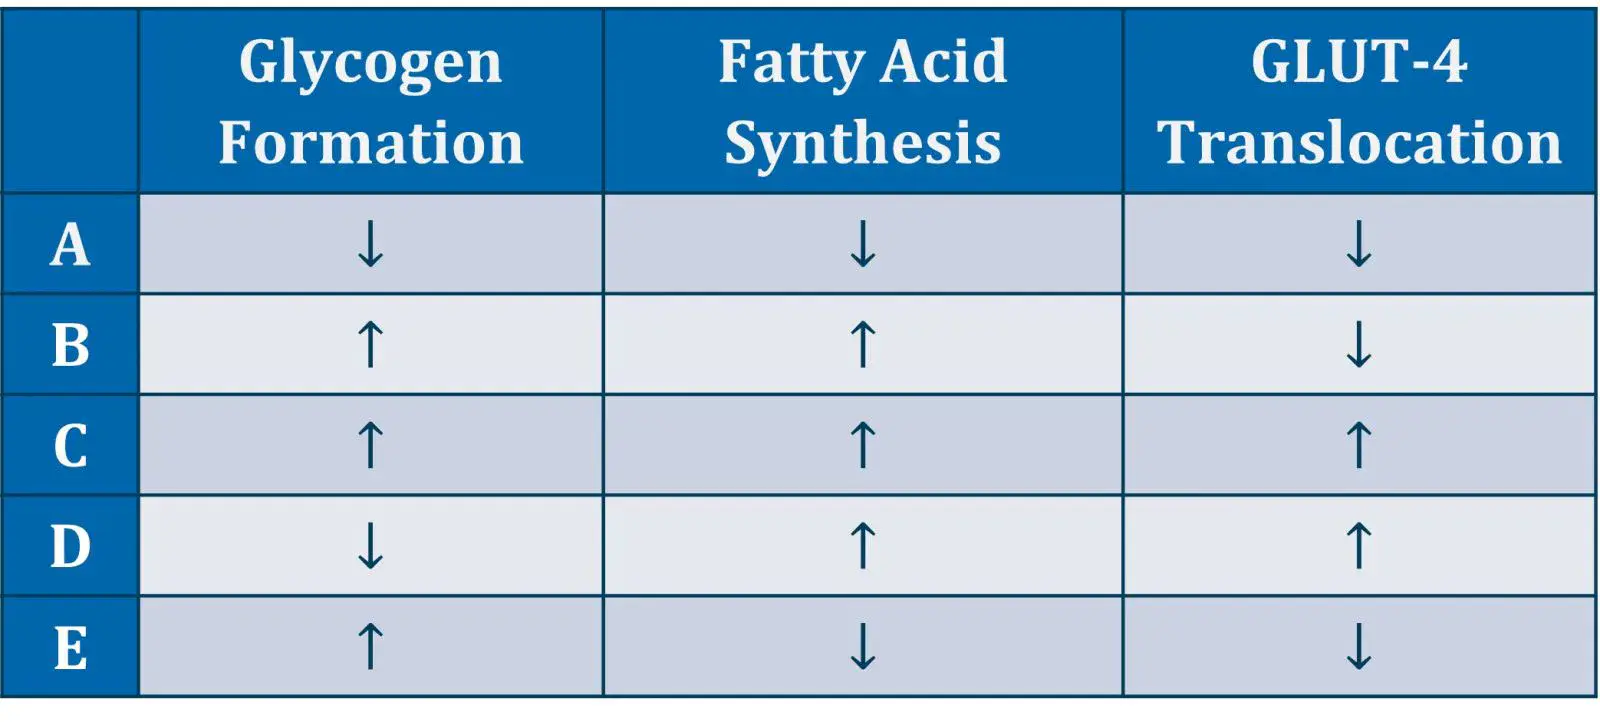 Glycogen Formation Fatty Acid Synthesis GLUT-4 Translocation
A ↓ ↓ ↓
B ↑ ↑ ↓
C ↑ ↑ ↑
D ↓ ↑ ↑
E ↑ ↓ ↓